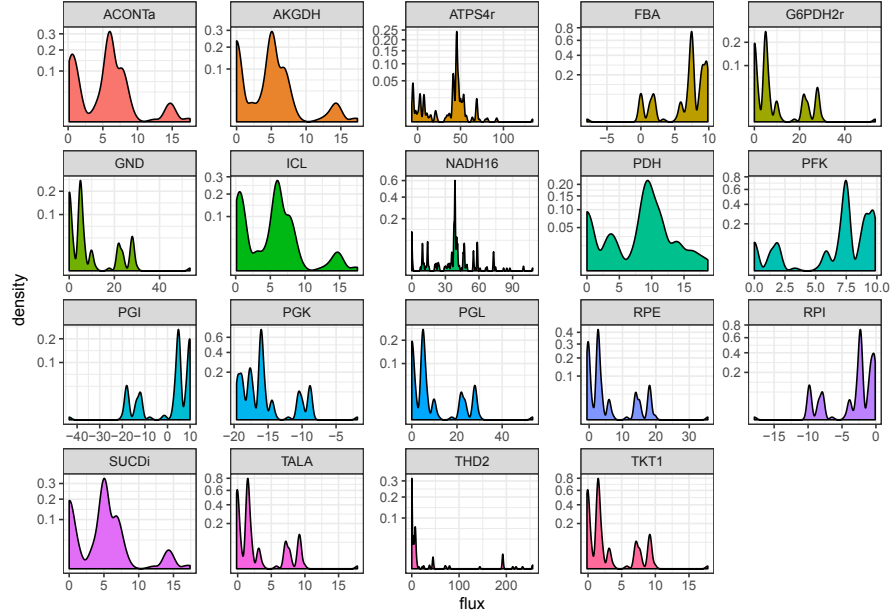 ACONTa AKGDH ATPS4r FBA G6PDH2r
0.3 0.3 0.25 0.8 0.2
0.1 0.1 0.20 0.6 0.1
0.15 0.4
0.10 0.2
0.05
0 5 10 15 0 5 10 15 0 50 100 −5 0 5 10 0 20 40
GND ICL NADH16 PDH PFK
0.2 0.3 0.6 0.20 0.8
0.1 0.2 0.4 0.15 0.6
0.1 0.2 0.10 0.4
0.05 0.2
0 20 40 0 5 10 15 0 30 60 90 0 5 10 15 0.0 2.5 5.0 7.5 10.0
density
PGI PGK PGL RPE RPI
0.2 0.6 0.2 0.4 0.8
0.1 0.4 0.1 0.3 0.4
0.2 0.2 0.2
0.1
−40 −30 −20 −10 0 10 −20 −15 −10 −5 0 20 40 0 10 20 30 −15 −10 −5 0
SUCDi TALA THD2 TKT1
0.3 0.8 0.3 0.8
0.2 0.6 0.2 0.6
0.1 0.4 0.1 0.4
0.2 0.2
0 5 10 15 0 5 10 15 0 100 200 0 5 10 15
flux